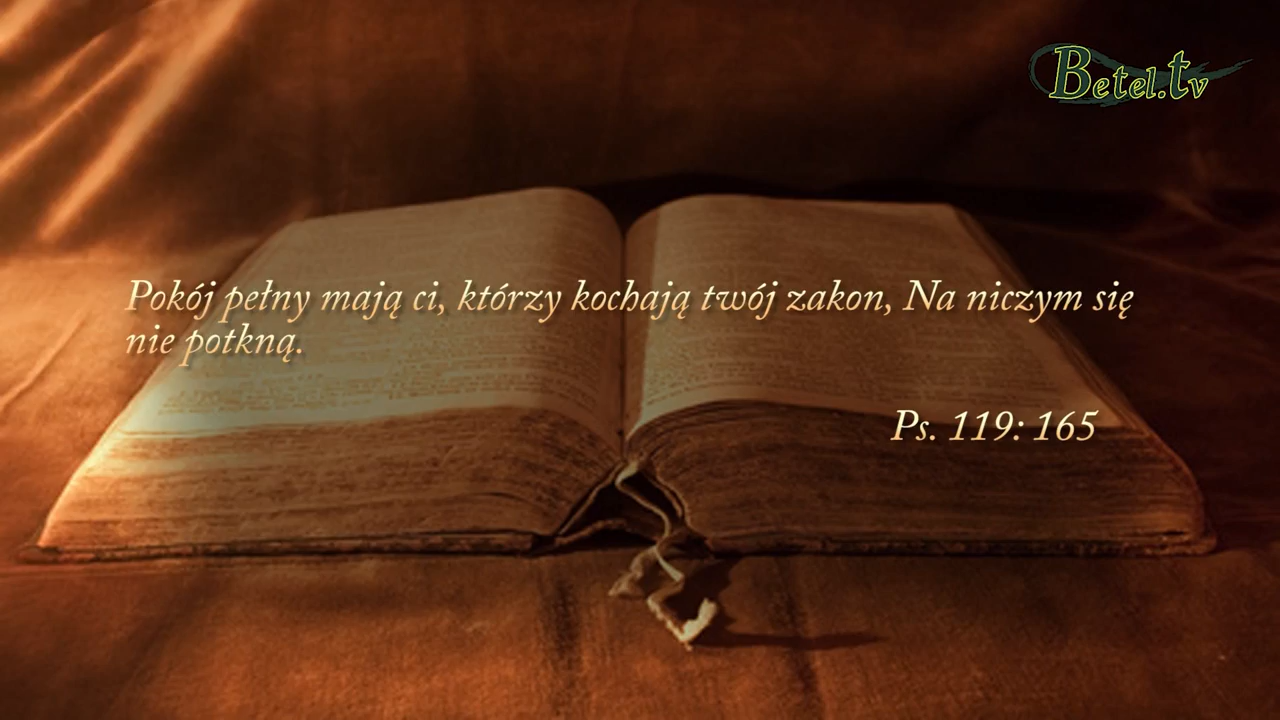 Betel.tv
Pokój pełny mają ci, którzy kochają twój zakon, Na niczym się
nie potkną.
Ps. 119: 165